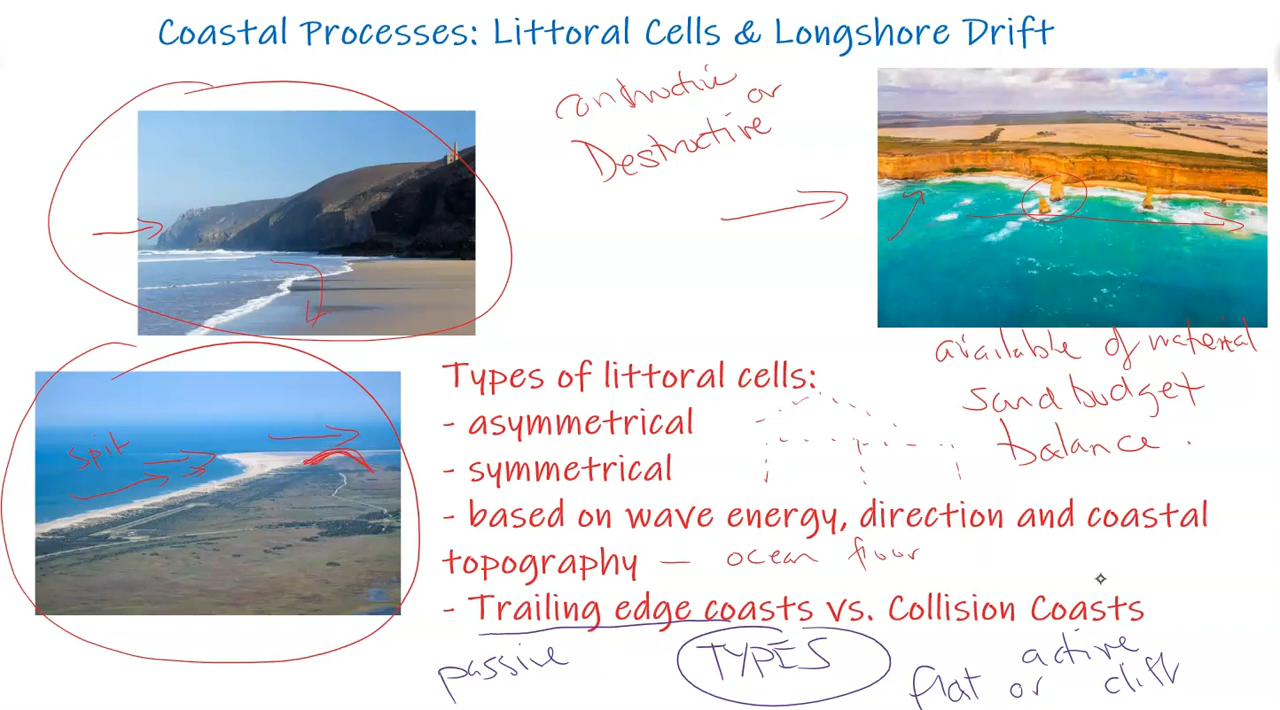 Coastal Processes: Littoral Cells & Longshore Drift
constructive or
Destructive
Spit
available of material
sand budget
balance.
Types of littoral cells:
- asymmetrical
- symmetrical
- based on wave energy, direction and coastal
topography — ocean floor
- Trailing edge coasts vs. Collision Coasts
passive
TYPES
active
flat or cliff